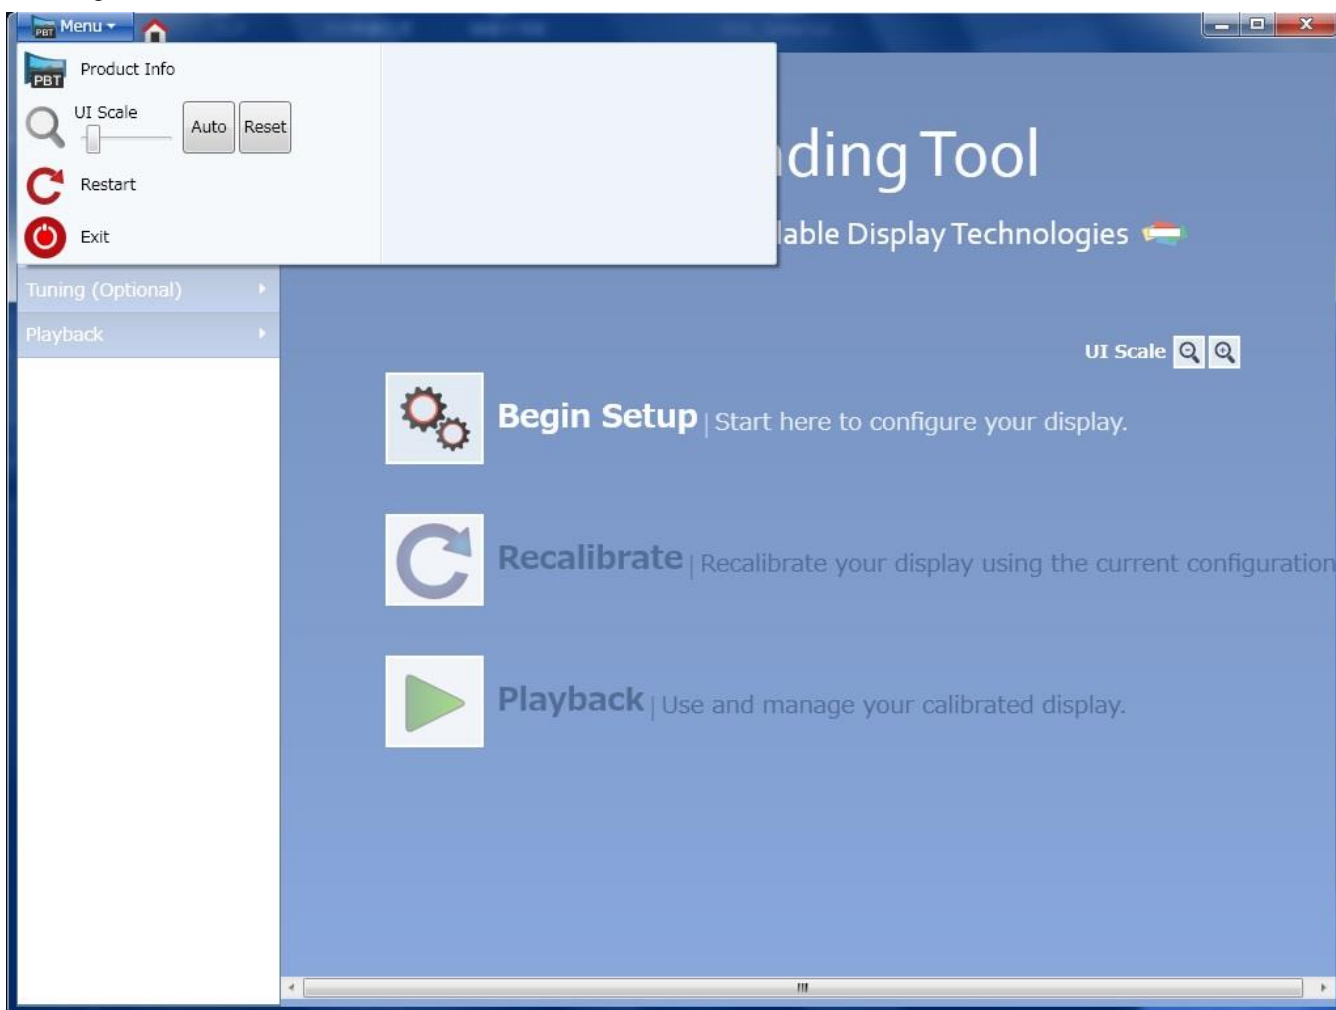 PBT Menu
PBT Product Info
UI Scale
Auto Reset
Restart
Exit
ding Tool
lable Display Technologies
Tuning (Optional)
Playback
UI Scale
Begin Setup | Start here to configure your display.
Recalibrate | Recalibrate your display using the current configuration
Playback | Use and manage your calibrated display.